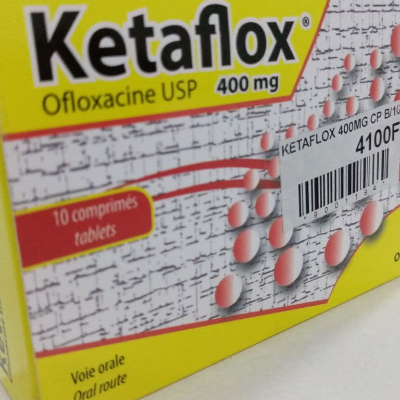 Ketaflox®
Ofloxacine USP 400 mg
KETAFLOX 400MG CP B/10
4100F
10 comprimés
tablets
Voie orale
Oral route